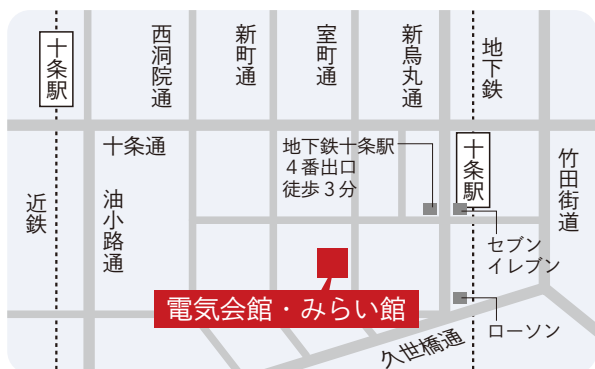 十条駅
西洞院通
新町通
室町通
新烏丸通
地下鉄
十条通
地下鉄十条駅
４番出口
徒歩３分
十条駅
竹田街道
近鉄
油小路通
セブン
イレブン
電気会館・みらい館
ローソン
久世橋通